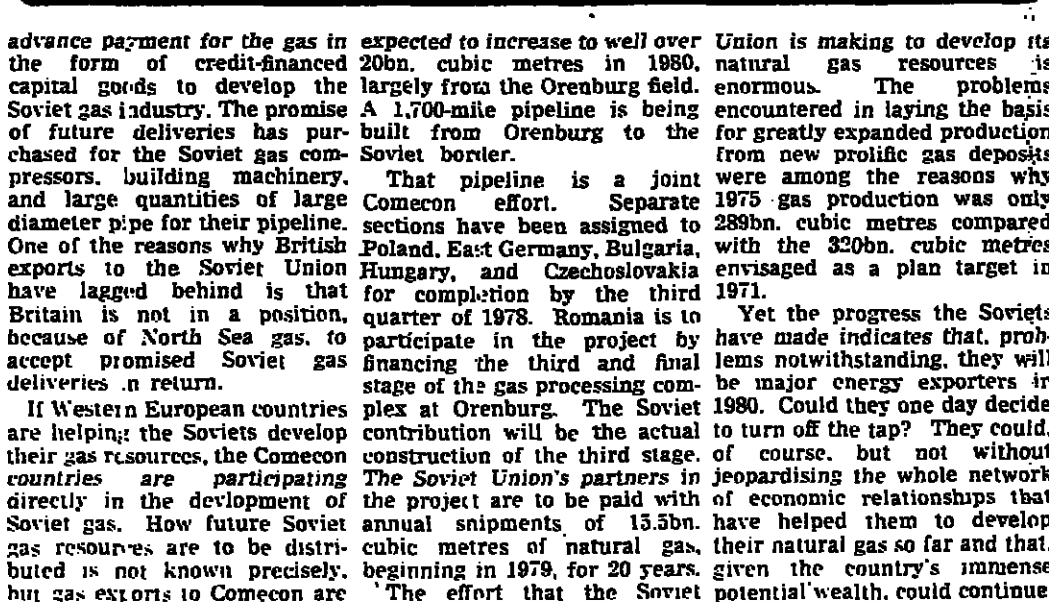 advance payment for the gas in
the form of credit-financed
capital goods to develop the
Soviet gas industry. The promise
of future deliveries has pur-
chased for the Soviet gas com-
pressors, building machinery,
and large quantities of large
diameter pipe for their pipeline.
One of the reasons why British
exports to the Soviet Union
have lagged behind is that
Britain is not in a position,
because of North Sea gas, to
accept promised Soviet gas
deliveries in return.
If Western European countries
are helping the Soviets develop
their gas resources, the Comecon
countries are participating
directly in the devlopment of
Soviet gas. How future Soviet
gas resources are to be distri-
buted is not known precisely,
but gas exports to Comecon are
expected to increase to well over
20bn. cubic metres in 1980,
largely from the Orenburg field.
A 1,700-mile pipeline is being
built from Orenburg to the
Soviet border.
That pipeline is a joint
Comecon effort. Separate
sections have been assigned to
Poland, East Germany, Bulgaria,
Hungary, and Czechoslovakia
for completion by the third
quarter of 1978. Romania is to
participate in the project by
financing the third and final
stage of the gas processing com-
plex at Orenburg. The Soviet
contribution will be the actual
construction of the third stage.
The Soviet Union's partners in
the project are to be paid with
annual snipments of 15.5bn.
cubic metres of natural gas,
beginning in 1979, for 20 years.
The effort that the Soviet
Union is making to develop its
natural gas resources is
enormous. The problems
encountered in laying the basis
for greatly expanded production
from new prolific gas deposits
were among the reasons why
1975 gas production was only
289bn. cubic metres compared
with the 320bn. cubic metres
envisaged as a plan target in
1971.
Yet the progress the Soviets
have made indicates that, prob-
lems notwithstanding, they will
be major energy exporters in
1980. Could they one day decide
to turn off the tap? They could,
of course, but not without
jeopardising the whole network
of economic relationships that
have helped them to develop
their natural gas so far and that,
given the country's immense
potential wealth, could continue